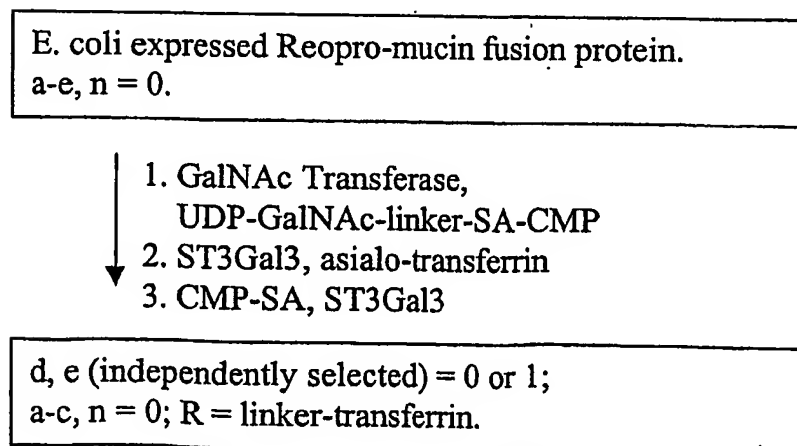 E. coli expressed Reopro-mucin fusion protein.
a-e, n = 0.
1. GalNAc Transferase,
UDP-GalNAc-linker-SA-CMP
2. ST3Gal3, asialo-transferrin
3. CMP-SA, ST3Gal3
d, e (independently selected) = 0 or 1;
a-c, n = 0; R = linker-transferrin.